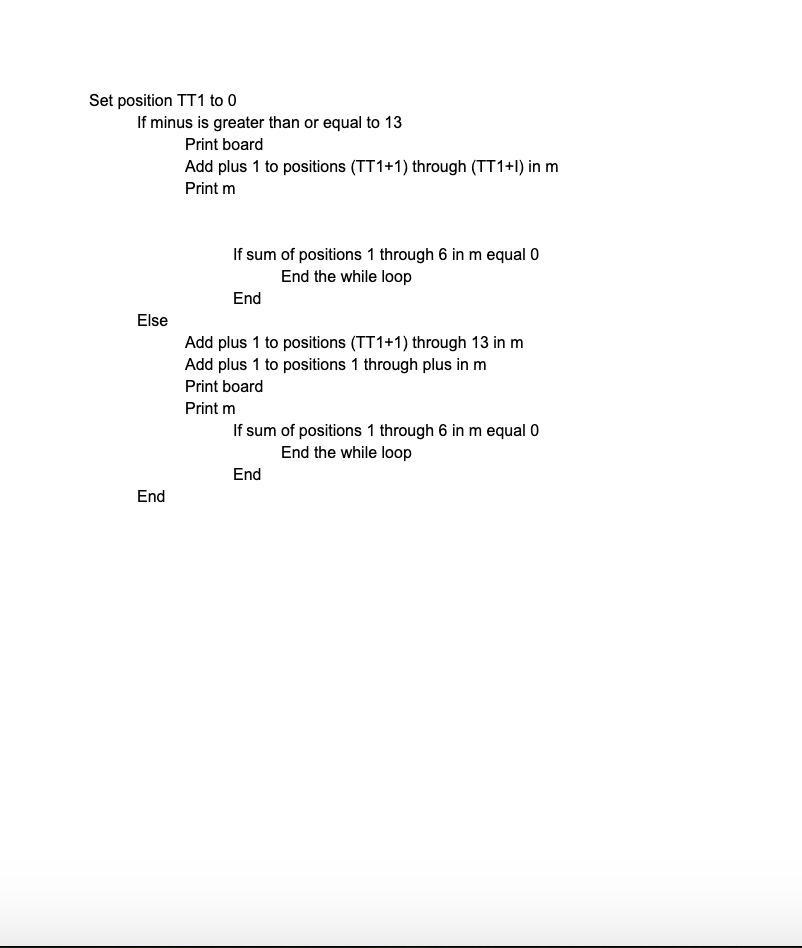 Set position TT1 to 0
If minus is greater than or equal to 13
Print board
Add plus 1 to positions (TT1+1) through (TT1+I) in m
Print m
If sum of positions 1 through 6 in m equal 0
End the while loop
End
Else
Add plus 1 to positions (TT1+1) through 13 in m
Add plus 1 to positions 1 through plus in m
Print board
Print m
If sum of positions 1 through 6 in m equal 0
End the while loop
End
End